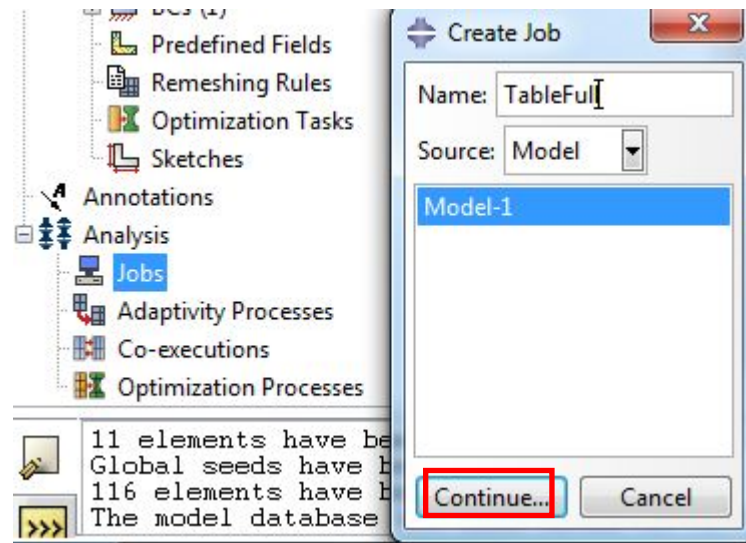 BCs (1)
Predefined Fields
Remeshing Rules
Optimization Tasks
Sketches
Annotations
Analysis
Jobs
Adaptivity Processes
Co-executions
Optimization Processes
11 elements have be
Global seeds have b
116 elements have b
The model database
>>>
Create Job
Name: TableFull
Source: Model
Model-1
Continue... Cancel